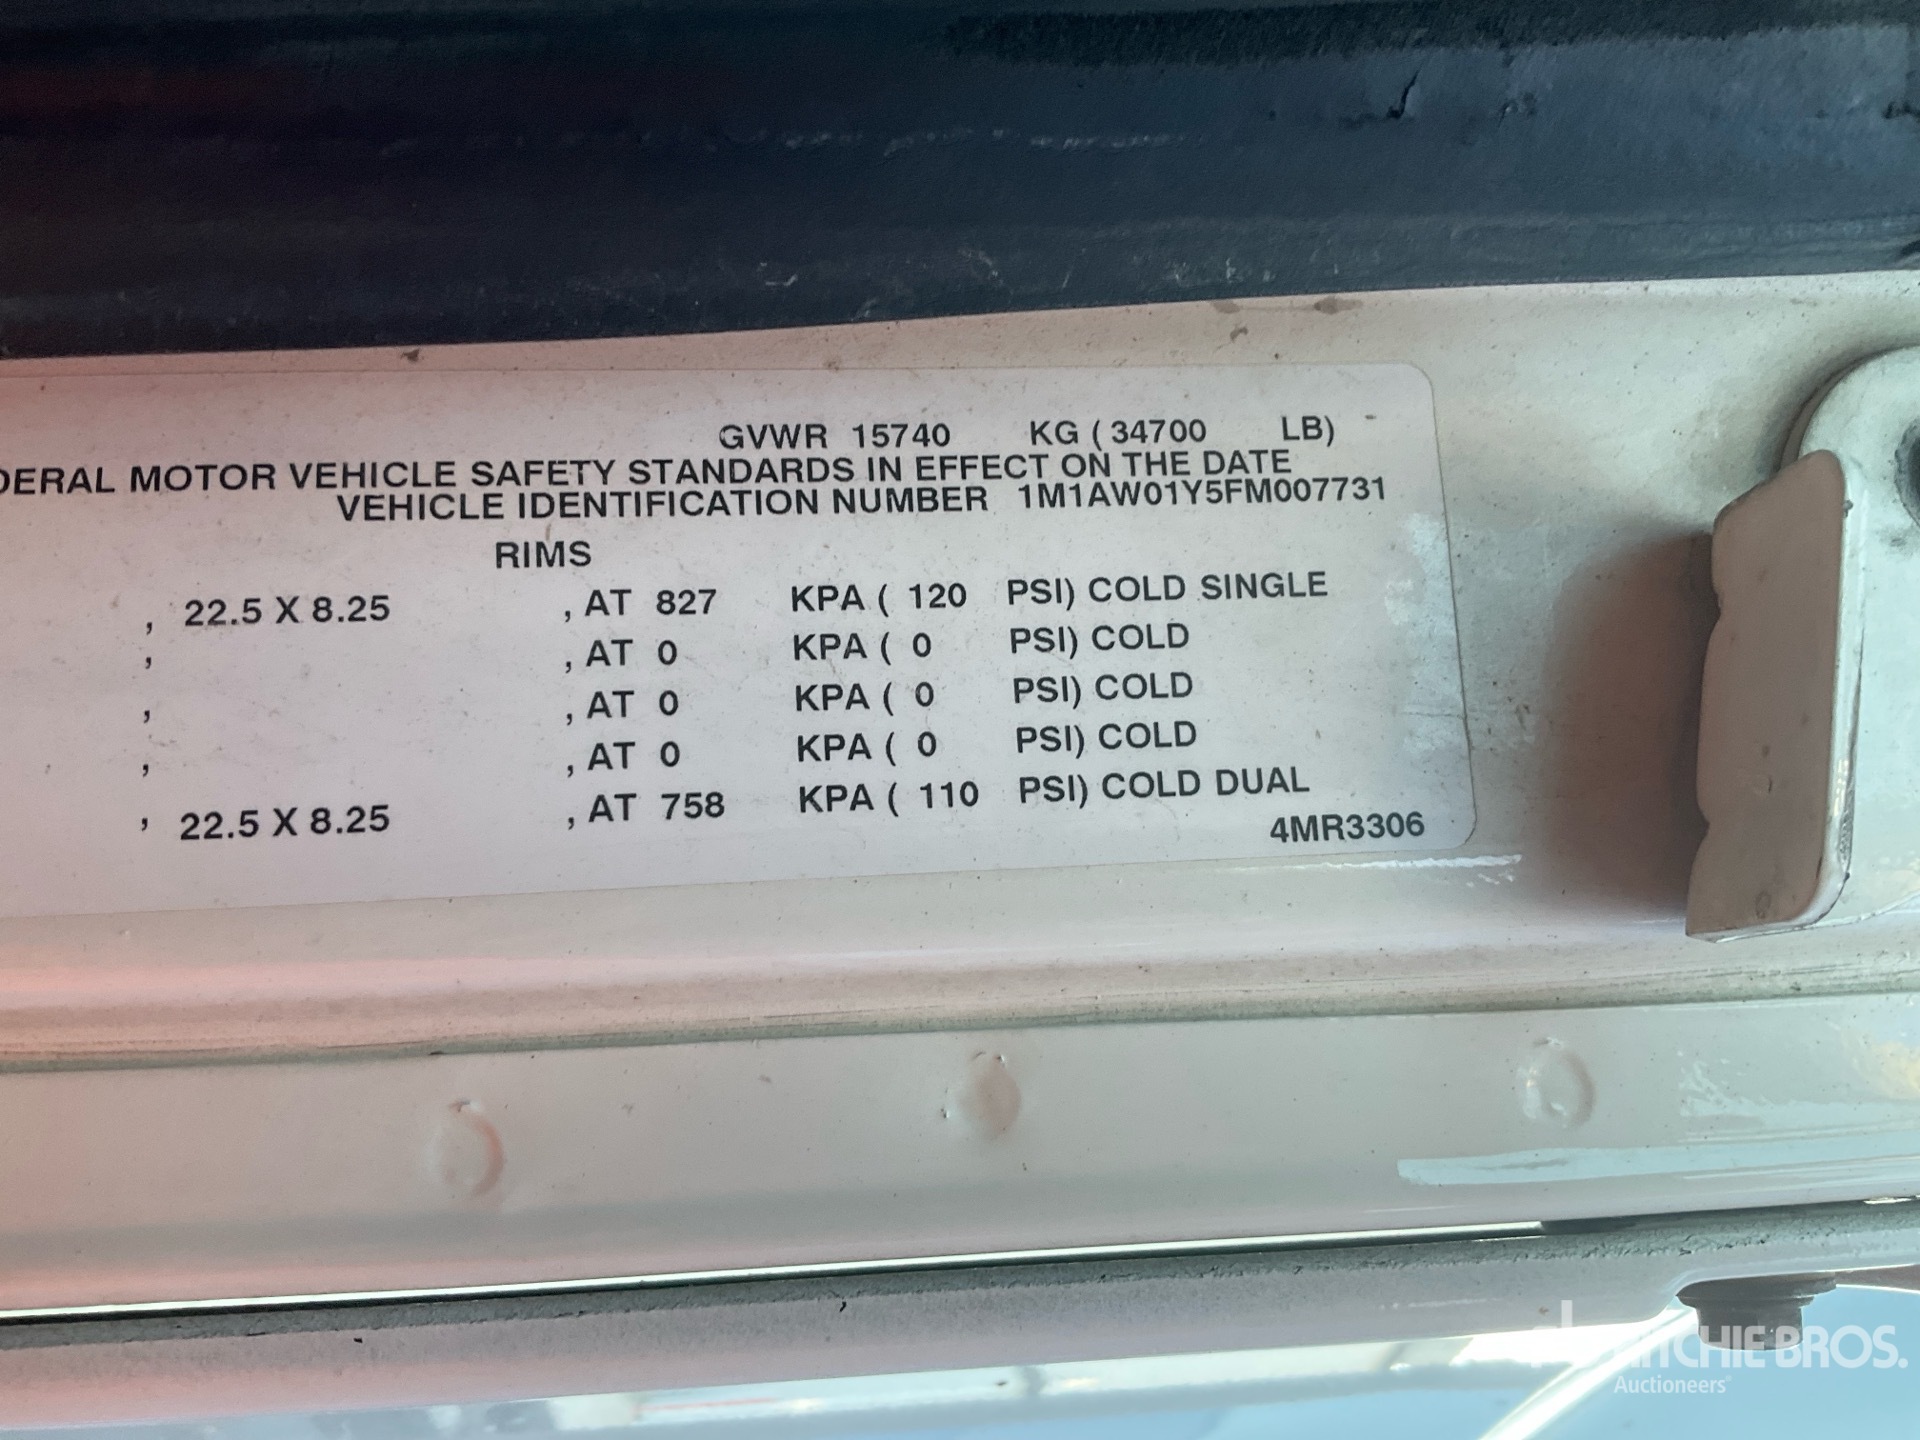 GVWR 15740 KG ( 34700 LB)
DERAL MOTOR VEHICLE SAFETY STANDARDS IN EFFECT ON THE DATE
VEHICLE IDENTIFICATION NUMBER 1M1AW01Y5FM007731
RIMS
, 22.5 X 8.25 , AT 827 KPA ( 120 PSI) COLD SINGLE
, , AT 0 KPA ( 0 PSI) COLD
, , AT 0 KPA ( 0 PSI) COLD
, , AT 0 KPA ( 0 PSI) COLD
, 22.5 X 8.25 , AT 758 KPA ( 110 PSI) COLD DUAL
4MR3306
RITCHIE BROS.
Auctioneers